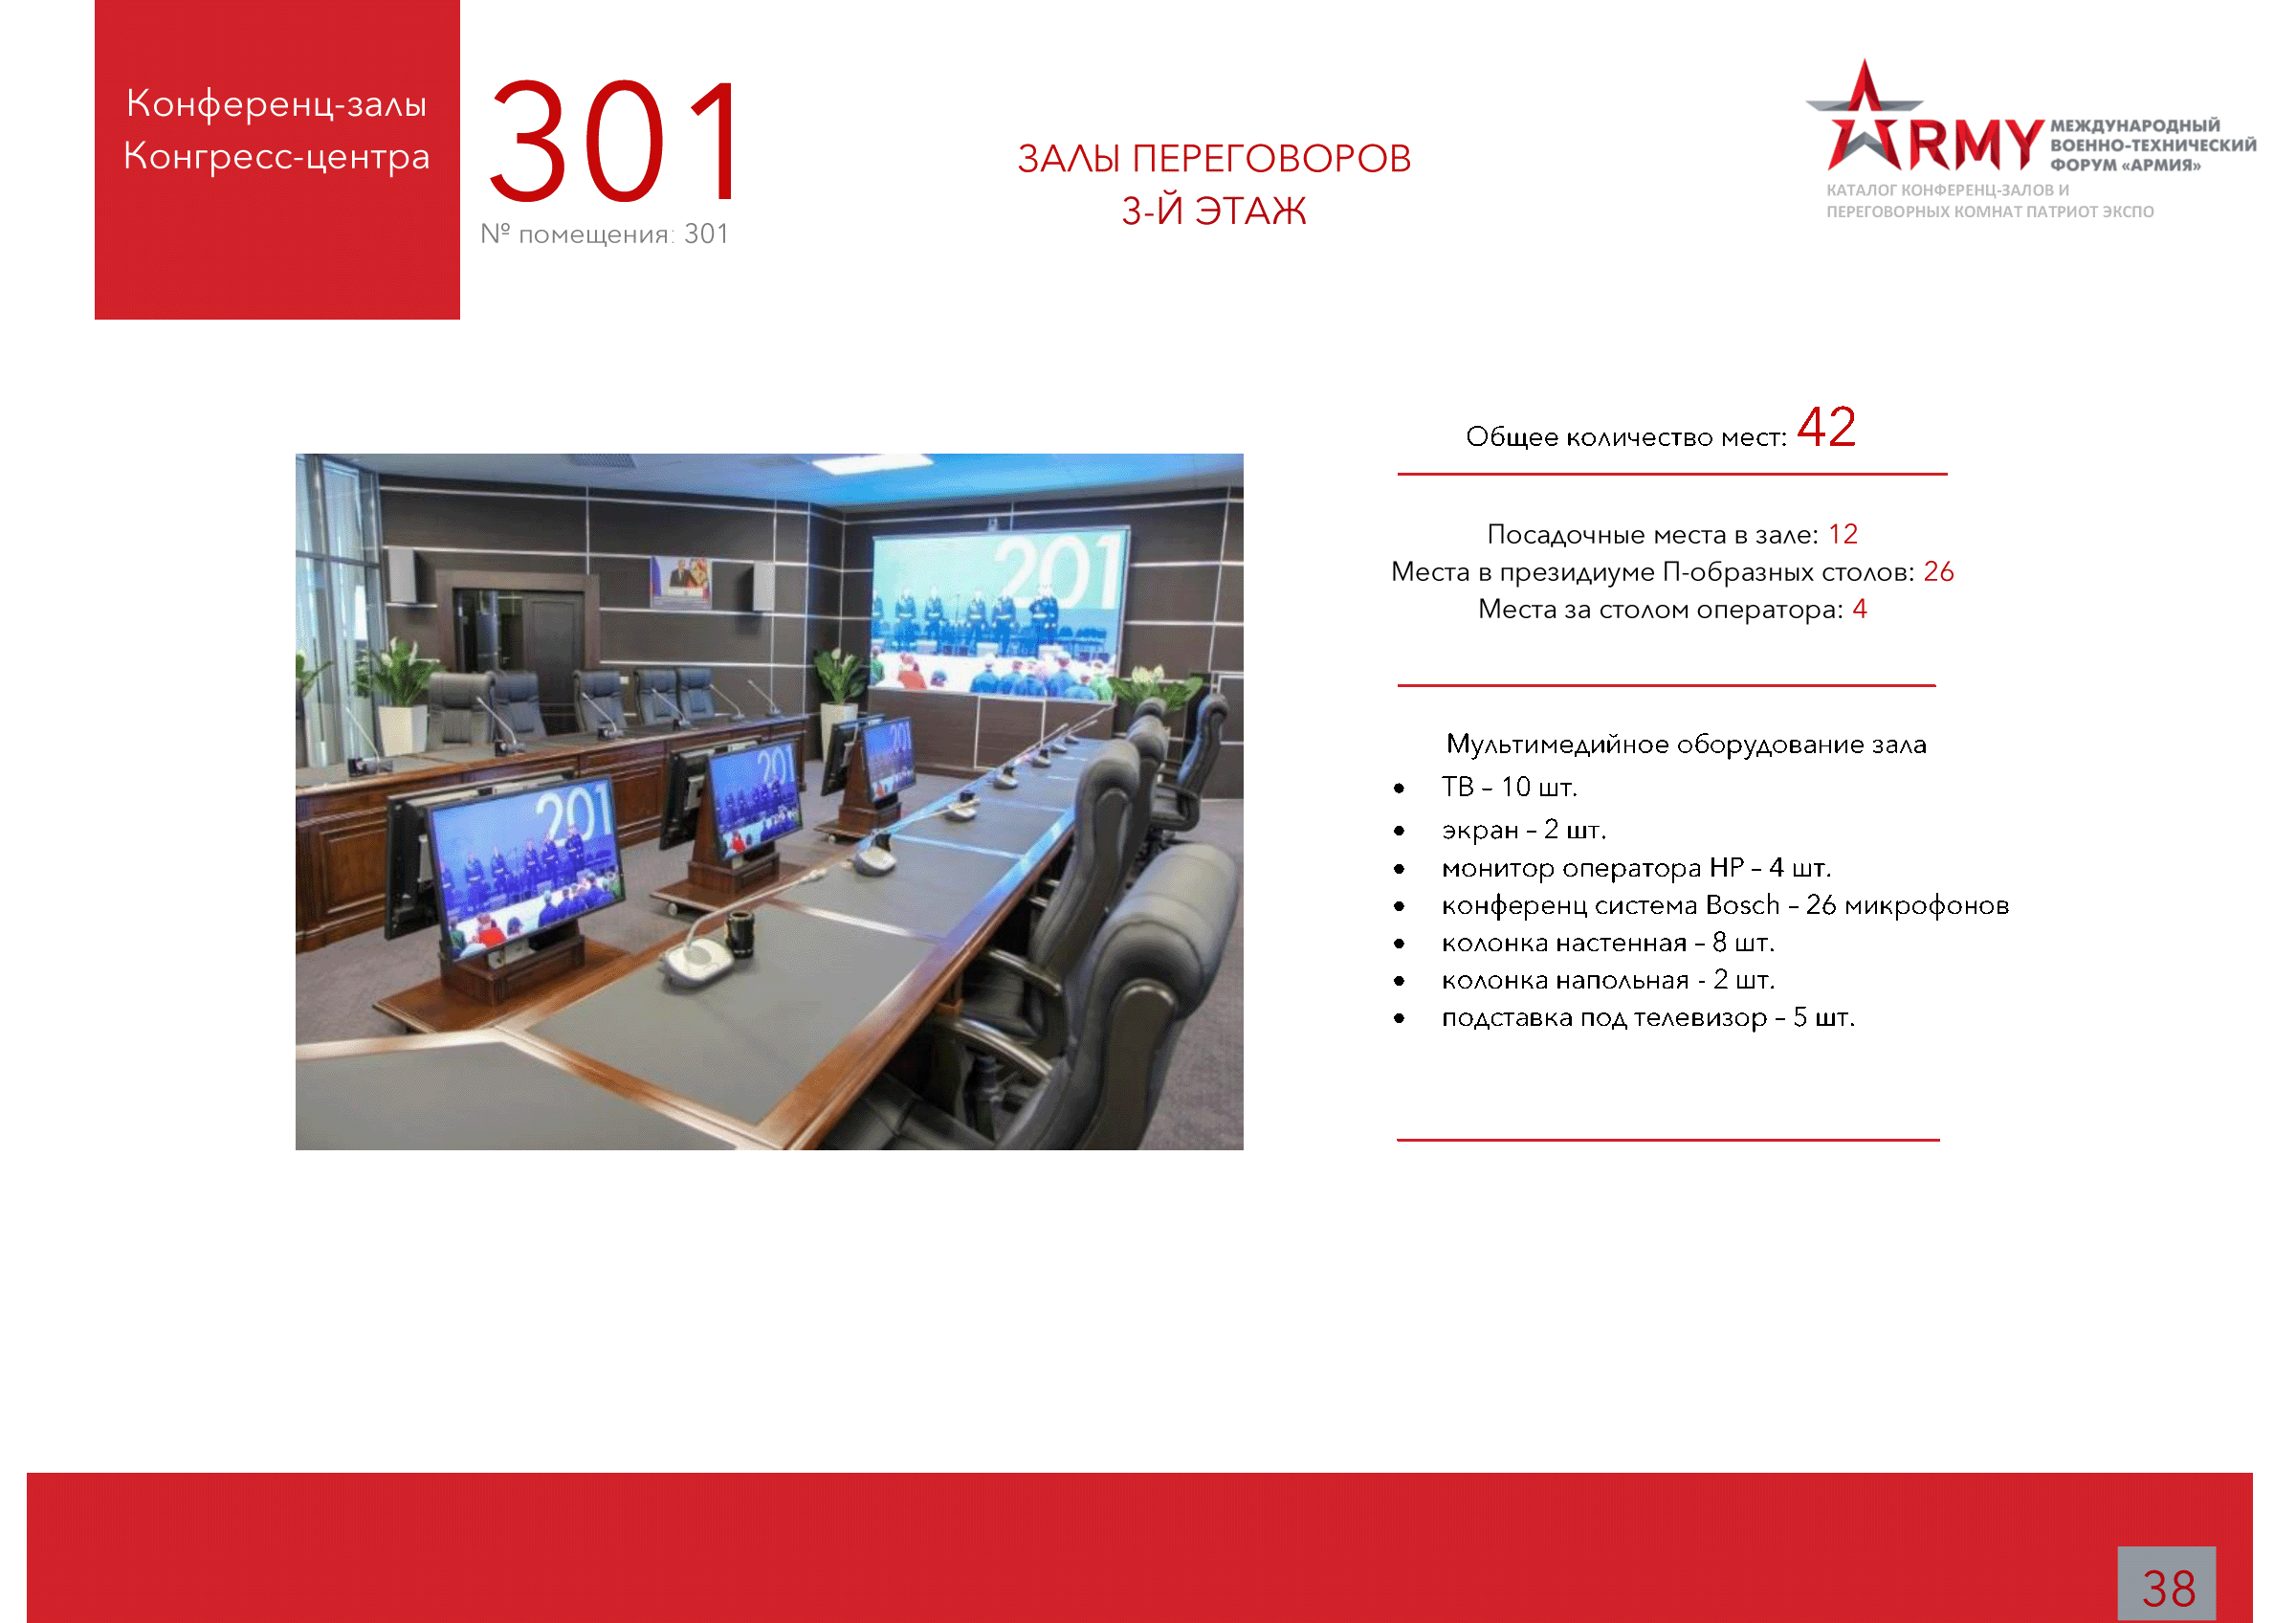 Конференц-залы
Конгресс-центра
301
№ помещения: 301
ЗАЛЫ ПЕРЕГОВОРОВ
3-Й ЭТАЖ
ARMY
МЕЖДУНАРОДНЫЙ
ВОЕННО-ТЕХНИЧЕСКИЙ
ФОРУМ «АРМИЯ»
КАТАЛОГ КОНФЕРЕНЦ-ЗАЛОВ И
ПЕРЕГОВОРНЫХ КОМНАТ ПАТРИОТ ЭКСПО
Общее количество мест: 42
Посадочные места в зале: 12
Места в президиуме П-образных столов: 26
Места за столом оператора: 4
Мультимедийное оборудование зала
• ТВ – 10 шт.
• экран – 2 шт.
• монитор оператора HP – 4 шт.
• конференц система Bosch – 26 микрофонов
• колонка настенная – 8 шт.
• колонка напольная - 2 шт.
• подставка под телевизор – 5 шт.
201
201
201
201
38